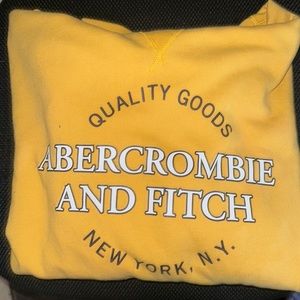 QUALITY GOODS
ABERCROMBIE
AND FITCH
NEW YORK, N.Y.